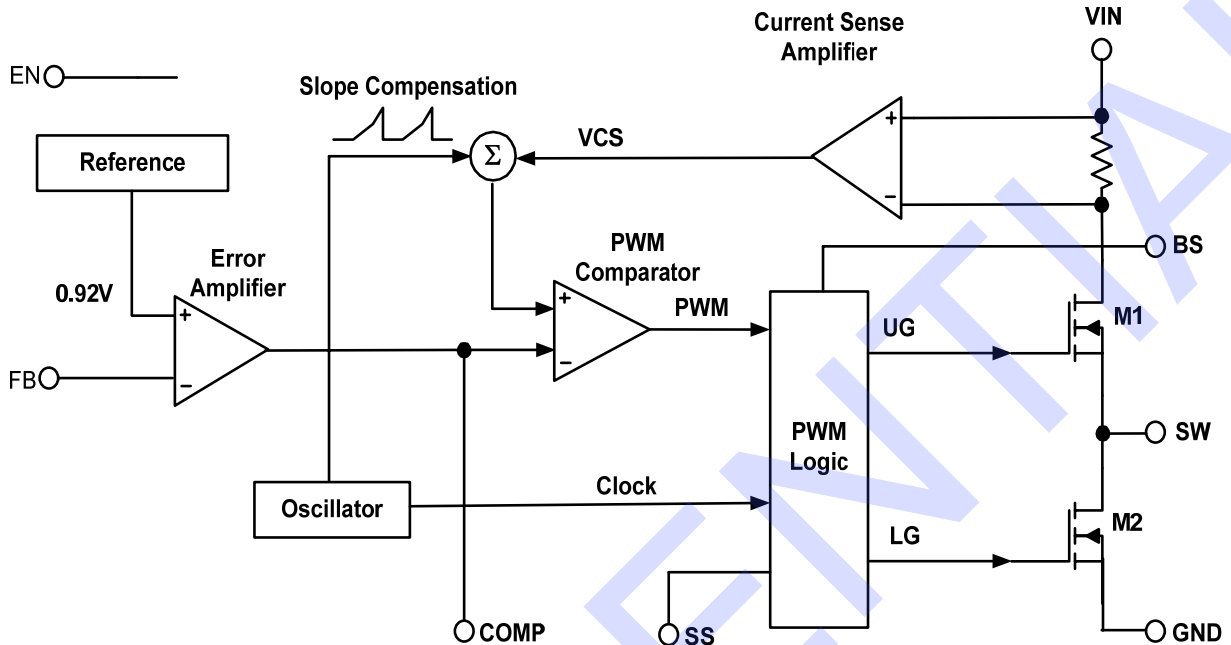 Current Sense
Amplifier
VIN
EN
Slope Compensation
Reference
Σ
VCS
+
−
BS
Error
Amplifier
PWM
Comparator
0.92V
+
−
+
−
PWM
UG
M1
FB
SW
PWM
Logic
Oscillator
Clock
LG
M2
COMP
SS
GND
ENTIA